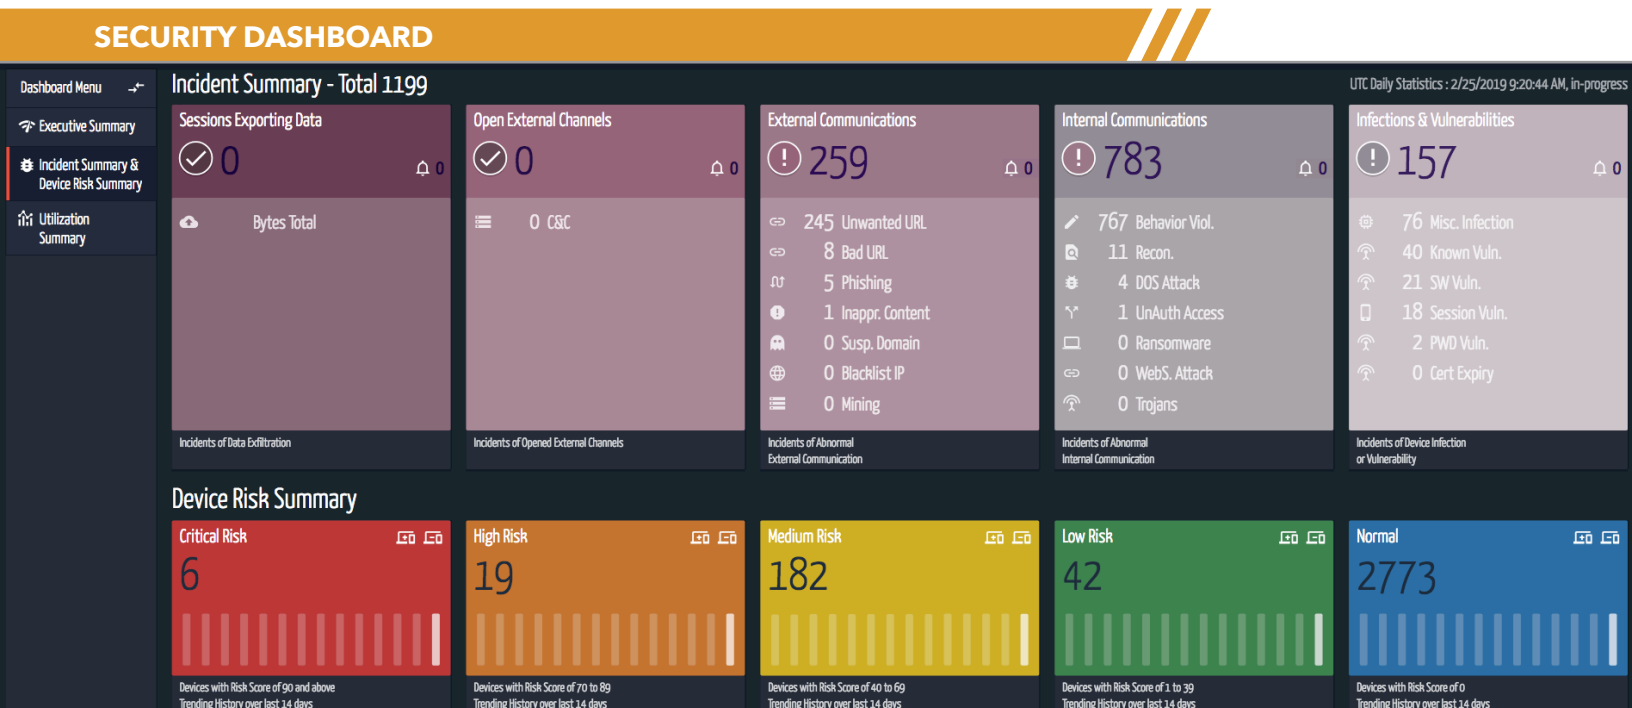 SECURITY DASHBOARD
Dashboard Menu
Executive Summary
Incident Summary &
Device Risk Summary
Utilization
Summary
Incident Summary - Total 1199
UTC Daily Statistics : 2/25/2019 9:20:44 AM, in-progress
Sessions Exporting Data
0
0
Bytes Total
Incidents of Data Exfiltration
Open External Channels
0
0
0 C&C
Incidents of Opened External Channels
External Communications
259
0
245 Unwanted URL
8 Bad URL
5 Phishing
1 Inappr. Content
0 Susp. Domain
0 Blacklist IP
0 Mining
Incidents of Abnormal
External Communication
Internal Communications
783
0
767 Behavior Viol.
11 Recon.
4 DOS Attack
1 UnAuth Access
0 Ransomware
0 WebS. Attack
0 Trojans
Incidents of Abnormal
Internal Communication
Infections & Vulnerabilities
157
0
76 Misc. Infection
40 Known Vuln.
21 SW Vuln.
18 Session Vuln.
2 PWD Vuln.
0 Cert Expiry
Incidents of Device Infection
or Vulnerability
Device Risk Summary
Critical Risk
6
Devices with Risk Score of 90 and above
Trending History over last 14 days
High Risk
19
Devices with Risk Score of 70 to 89
Trending History over last 14 days
Medium Risk
182
Devices with Risk Score of 40 to 69
Trending History over last 14 days
Low Risk
42
Devices with Risk Score of 1 to 39
Trending History over last 14 days
Normal
2773
Devices with Risk Score of 0
Trending History over last 14 days